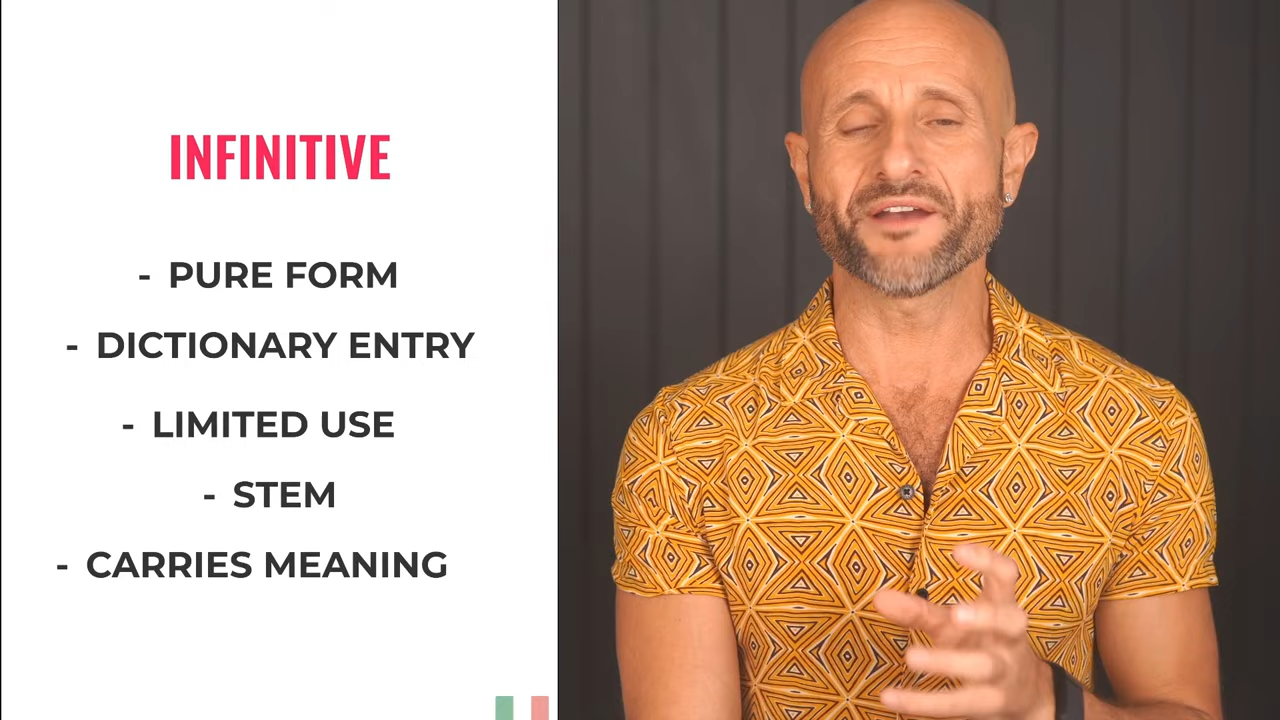 INFINITIVE
- PURE FORM
- DICTIONARY ENTRY
- LIMITED USE
- STEM
- CARRIES MEANING